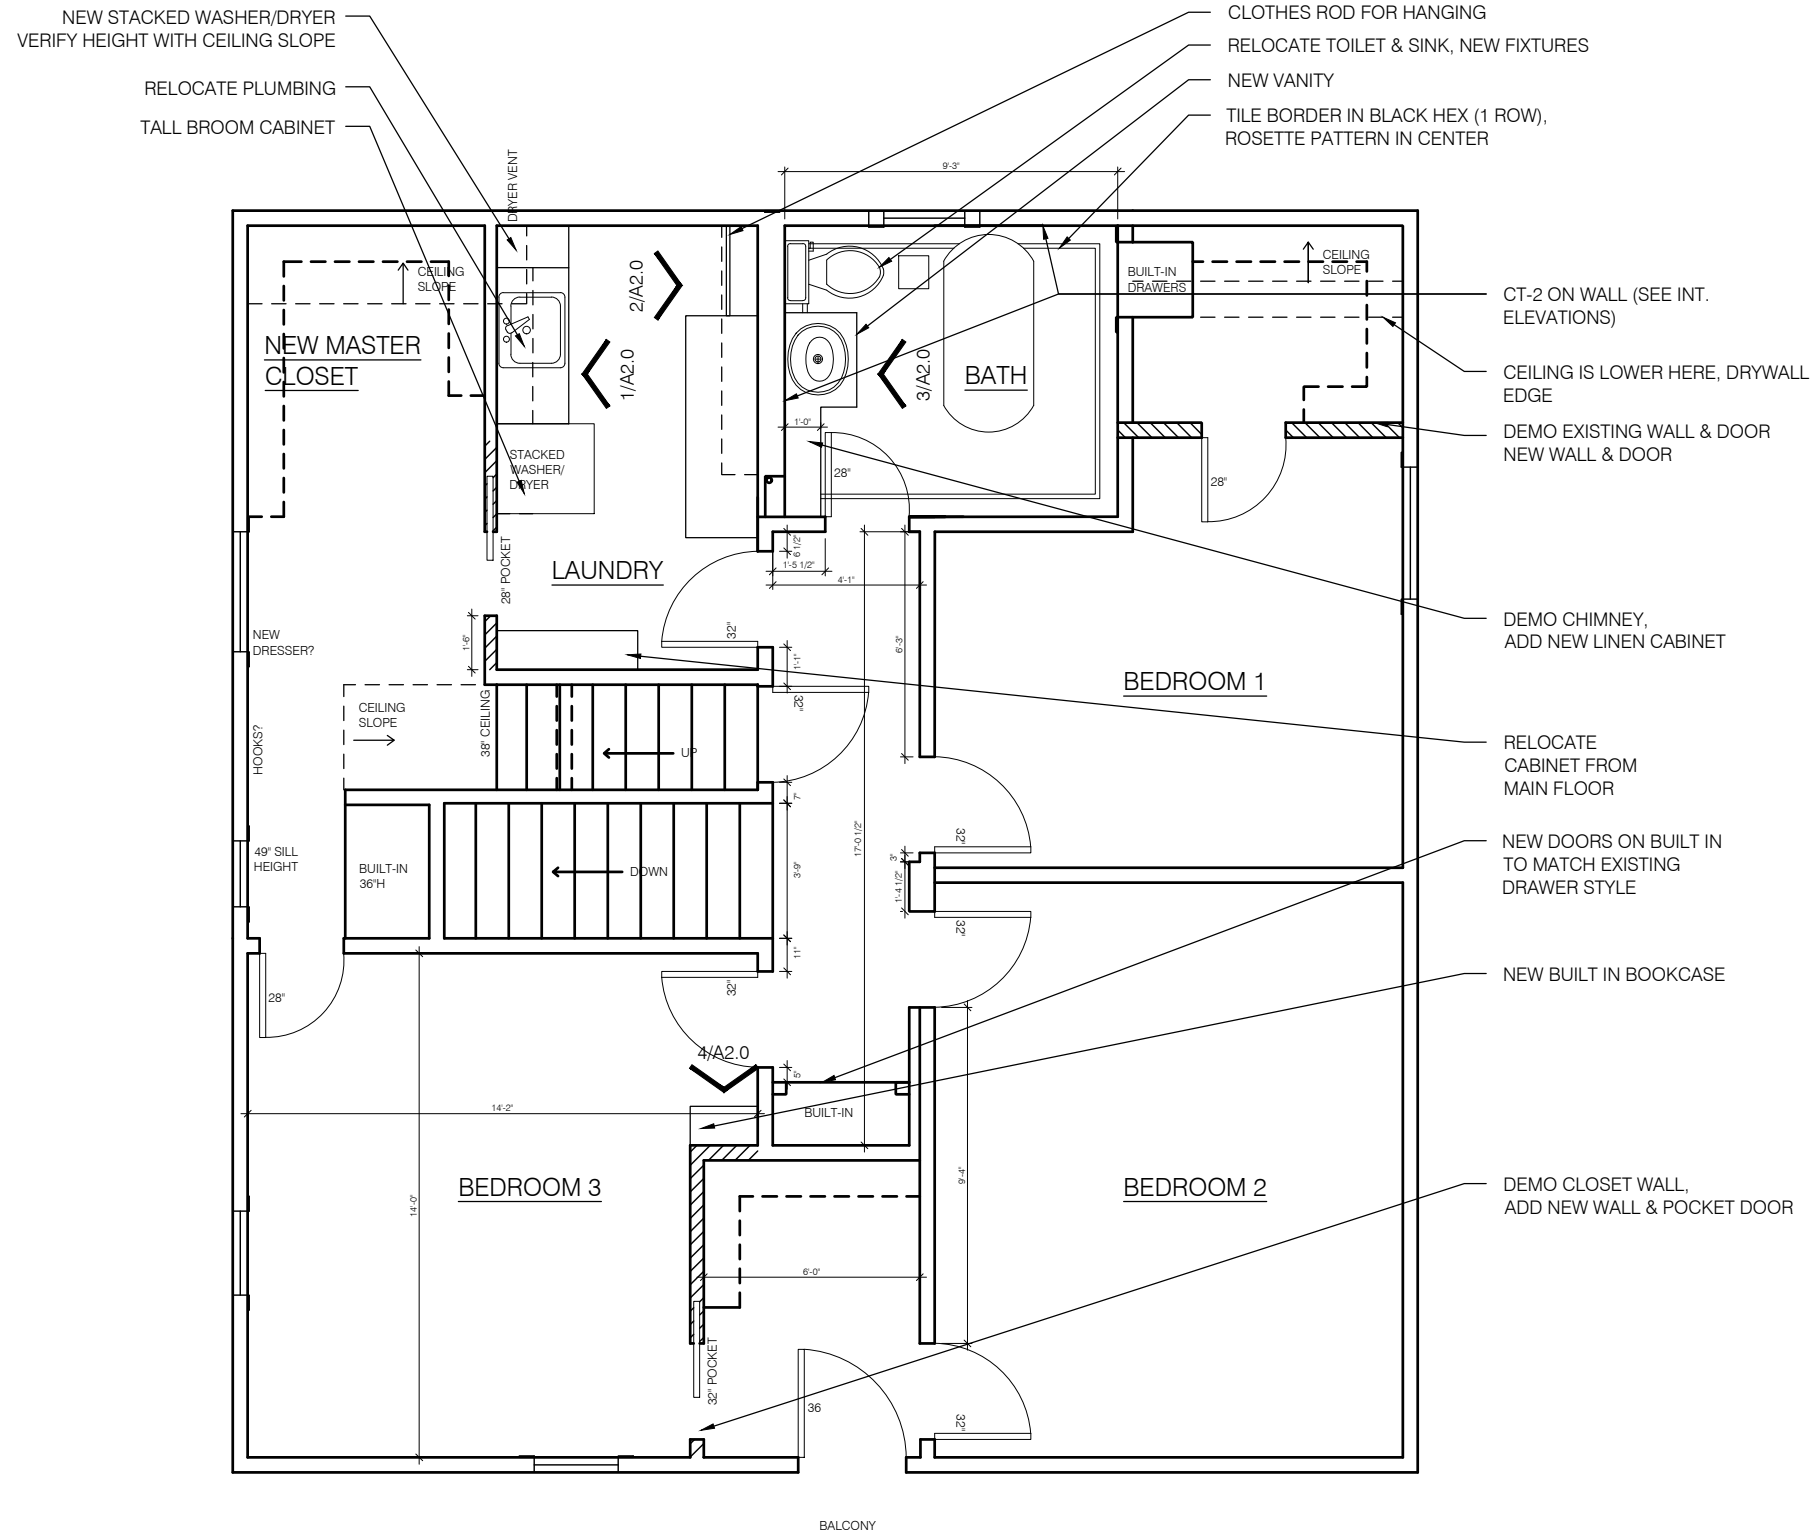 NEW STACKED WASHER/DRYER
VERIFY HEIGHT WITH CEILING SLOPE
RELOCATE PLUMBING
TALL BROOM CABINET
CLOTHES ROD FOR HANGING
RELOCATE TOILET & SINK, NEW FIXTURES
NEW VANITY
TILE BORDER IN BLACK HEX (1 ROW),
ROSETTE PATTERN IN CENTER
DRYER VENT
9'-3"
CEILING
SLOPE
2/A2.0
1/A2.0
3/A2.0
BUILT-IN
DRAWERS
CEILING
SLOPE
NEW MASTER
CLOSET
BATH
CT-2 ON WALL (SEE INT.
ELEVATIONS)
CEILING IS LOWER HERE, DRYWALL
EDGE
DEMO EXISTING WALL & DOOR
NEW WALL & DOOR
1'-0"
28"
28"
STACKED
WASHER/
DRYER
28" POCKET
LAUNDRY
6 1/2"
1'-5 1/2"
4'-1"
32"
1'-6"
1'-1"
6'-3"
NEW
DRESSER?
DEMO CHIMNEY,
ADD NEW LINEN CABINET
BEDROOM 1
32"
CEILING
SLOPE
38" CEILING
HOOKS?
UP
RELOCATE
CABINET FROM
MAIN FLOOR
7"
17-0 1/2"
32"
3"
49" SILL
HEIGHT
BUILT-IN
36"H
DOWN
3'-9"
1'-4 1/2"
NEW DOORS ON BUILT IN
TO MATCH EXISTING
DRAWER STYLE
32"
11"
28"
32"
NEW BUILT IN BOOKCASE
4/A2.0
5"
BUILT-IN
14'-2"
14'-0"
9'-4"
BEDROOM 3
BEDROOM 2
DEMO CLOSET WALL,
ADD NEW WALL & POCKET DOOR
6'-0"
32" POCKET
36
32"
BALCONY